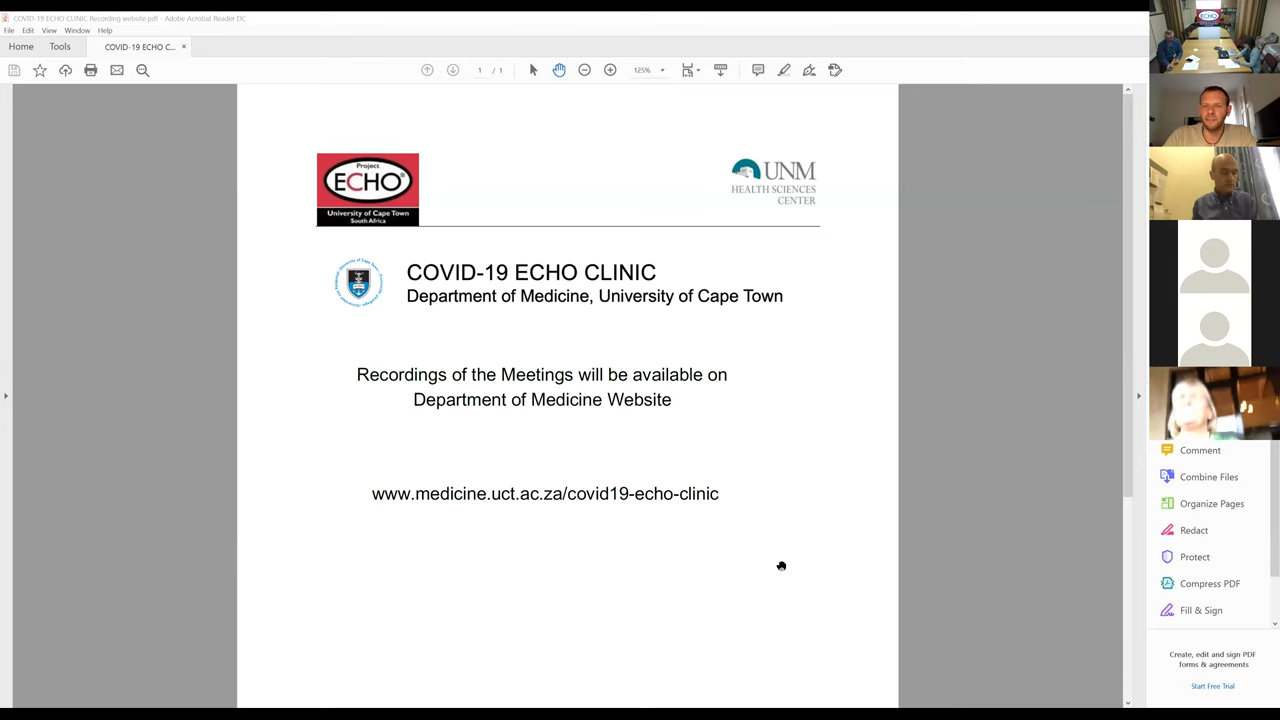 COVID-19 ECHO CLINIC Recording website.pdf - Adobe Acrobat Reader DC
File Edit View Window Help
Home Tools COVID-19 ECHO C... ×
1 / 1 125%
Project
ECHO®
University of Cape Town
South Africa
UNM
HEALTH SCIENCES
CENTER
COVID-19 ECHO CLINIC
Department of Medicine, University of Cape Town
Recordings of the Meetings will be available on
Department of Medicine Website
www.medicine.uct.ac.za/covid19-echo-clinic
ECHO
Comment
Combine Files
Organize Pages
Redact
Protect
Compress PDF
Fill & Sign
Create, edit and sign PDF
forms & agreements
Start Free Trial